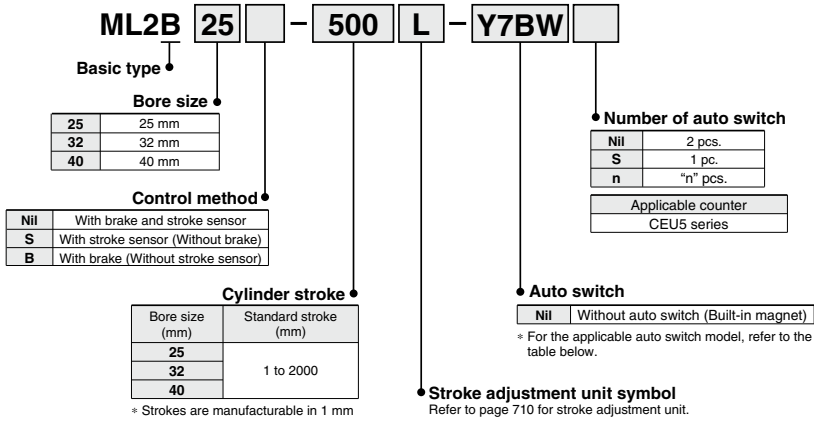 ML2B 25 – 500 L – Y7BW
Basic type
Bore size
25 25 mm
32 32 mm
40 40 mm
Control method
Nil With brake and stroke sensor
S With stroke sensor (Without brake)
B With brake (Without stroke sensor)
Cylinder stroke
Bore size (mm) Standard stroke (mm)
25
32 1 to 2000
40
* Strokes are manufacturable in 1 mm
Number of auto switch
Nil 2 pcs.
S 1 pc.
n “n” pcs.
Applicable counter
CEU5 series
Auto switch
Nil Without auto switch (Built-in magnet)
* For the applicable auto switch model, refer to the
table below.
Stroke adjustment unit symbol
Refer to page 710 for stroke adjustment unit.